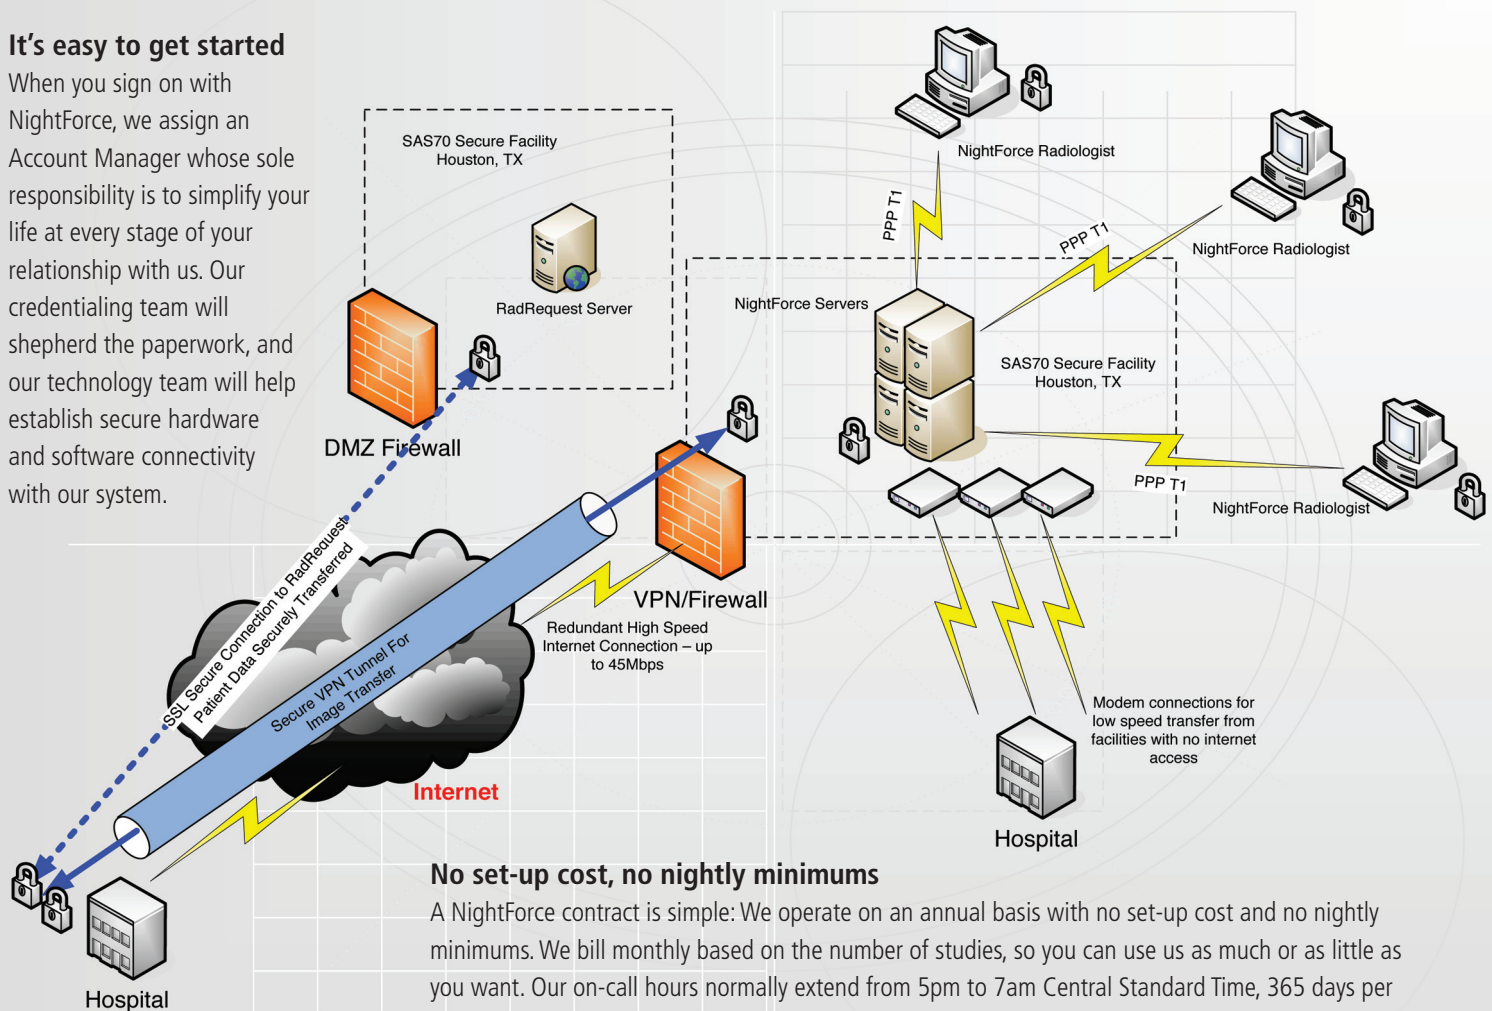 It's easy to get started
When you sign on with
NightForce, we assign an
Account Manager whose sole
responsibility is to simplify your
life at every stage of your
relationship with us. Our
credentialing team will
shepherd the paperwork, and
our technology team will help
establish secure hardware
and software connectivity
with our system.
SAS70 Secure Facility
Houston, TX
RadRequest Server
DMZ Firewall
NightForce Radiologist
PPP T1
NightForce Radiologist
PPP T1
NightForce Servers
SAS70 Secure Facility
Houston, TX
PPP T1
NightForce Radiologist
SSL Secure Connection to RadRequest
Patient Data Securely Transferred
Secure VPN Tunnel For
Image Transfer
VPN/Firewall
Redundant High Speed
Internet Connection – up
to 45Mbps
Internet
Modem connections for
low speed transfer from
facilities with no internet
access
Hospital
Hospital
No set-up cost, no nightly minimums
A NightForce contract is simple: We operate on an annual basis with no set-up cost and no nightly
minimums. We bill monthly based on the number of studies, so you can use us as much or as little as
you want. Our on-call hours normally extend from 5pm to 7am Central Standard Time, 365 days per